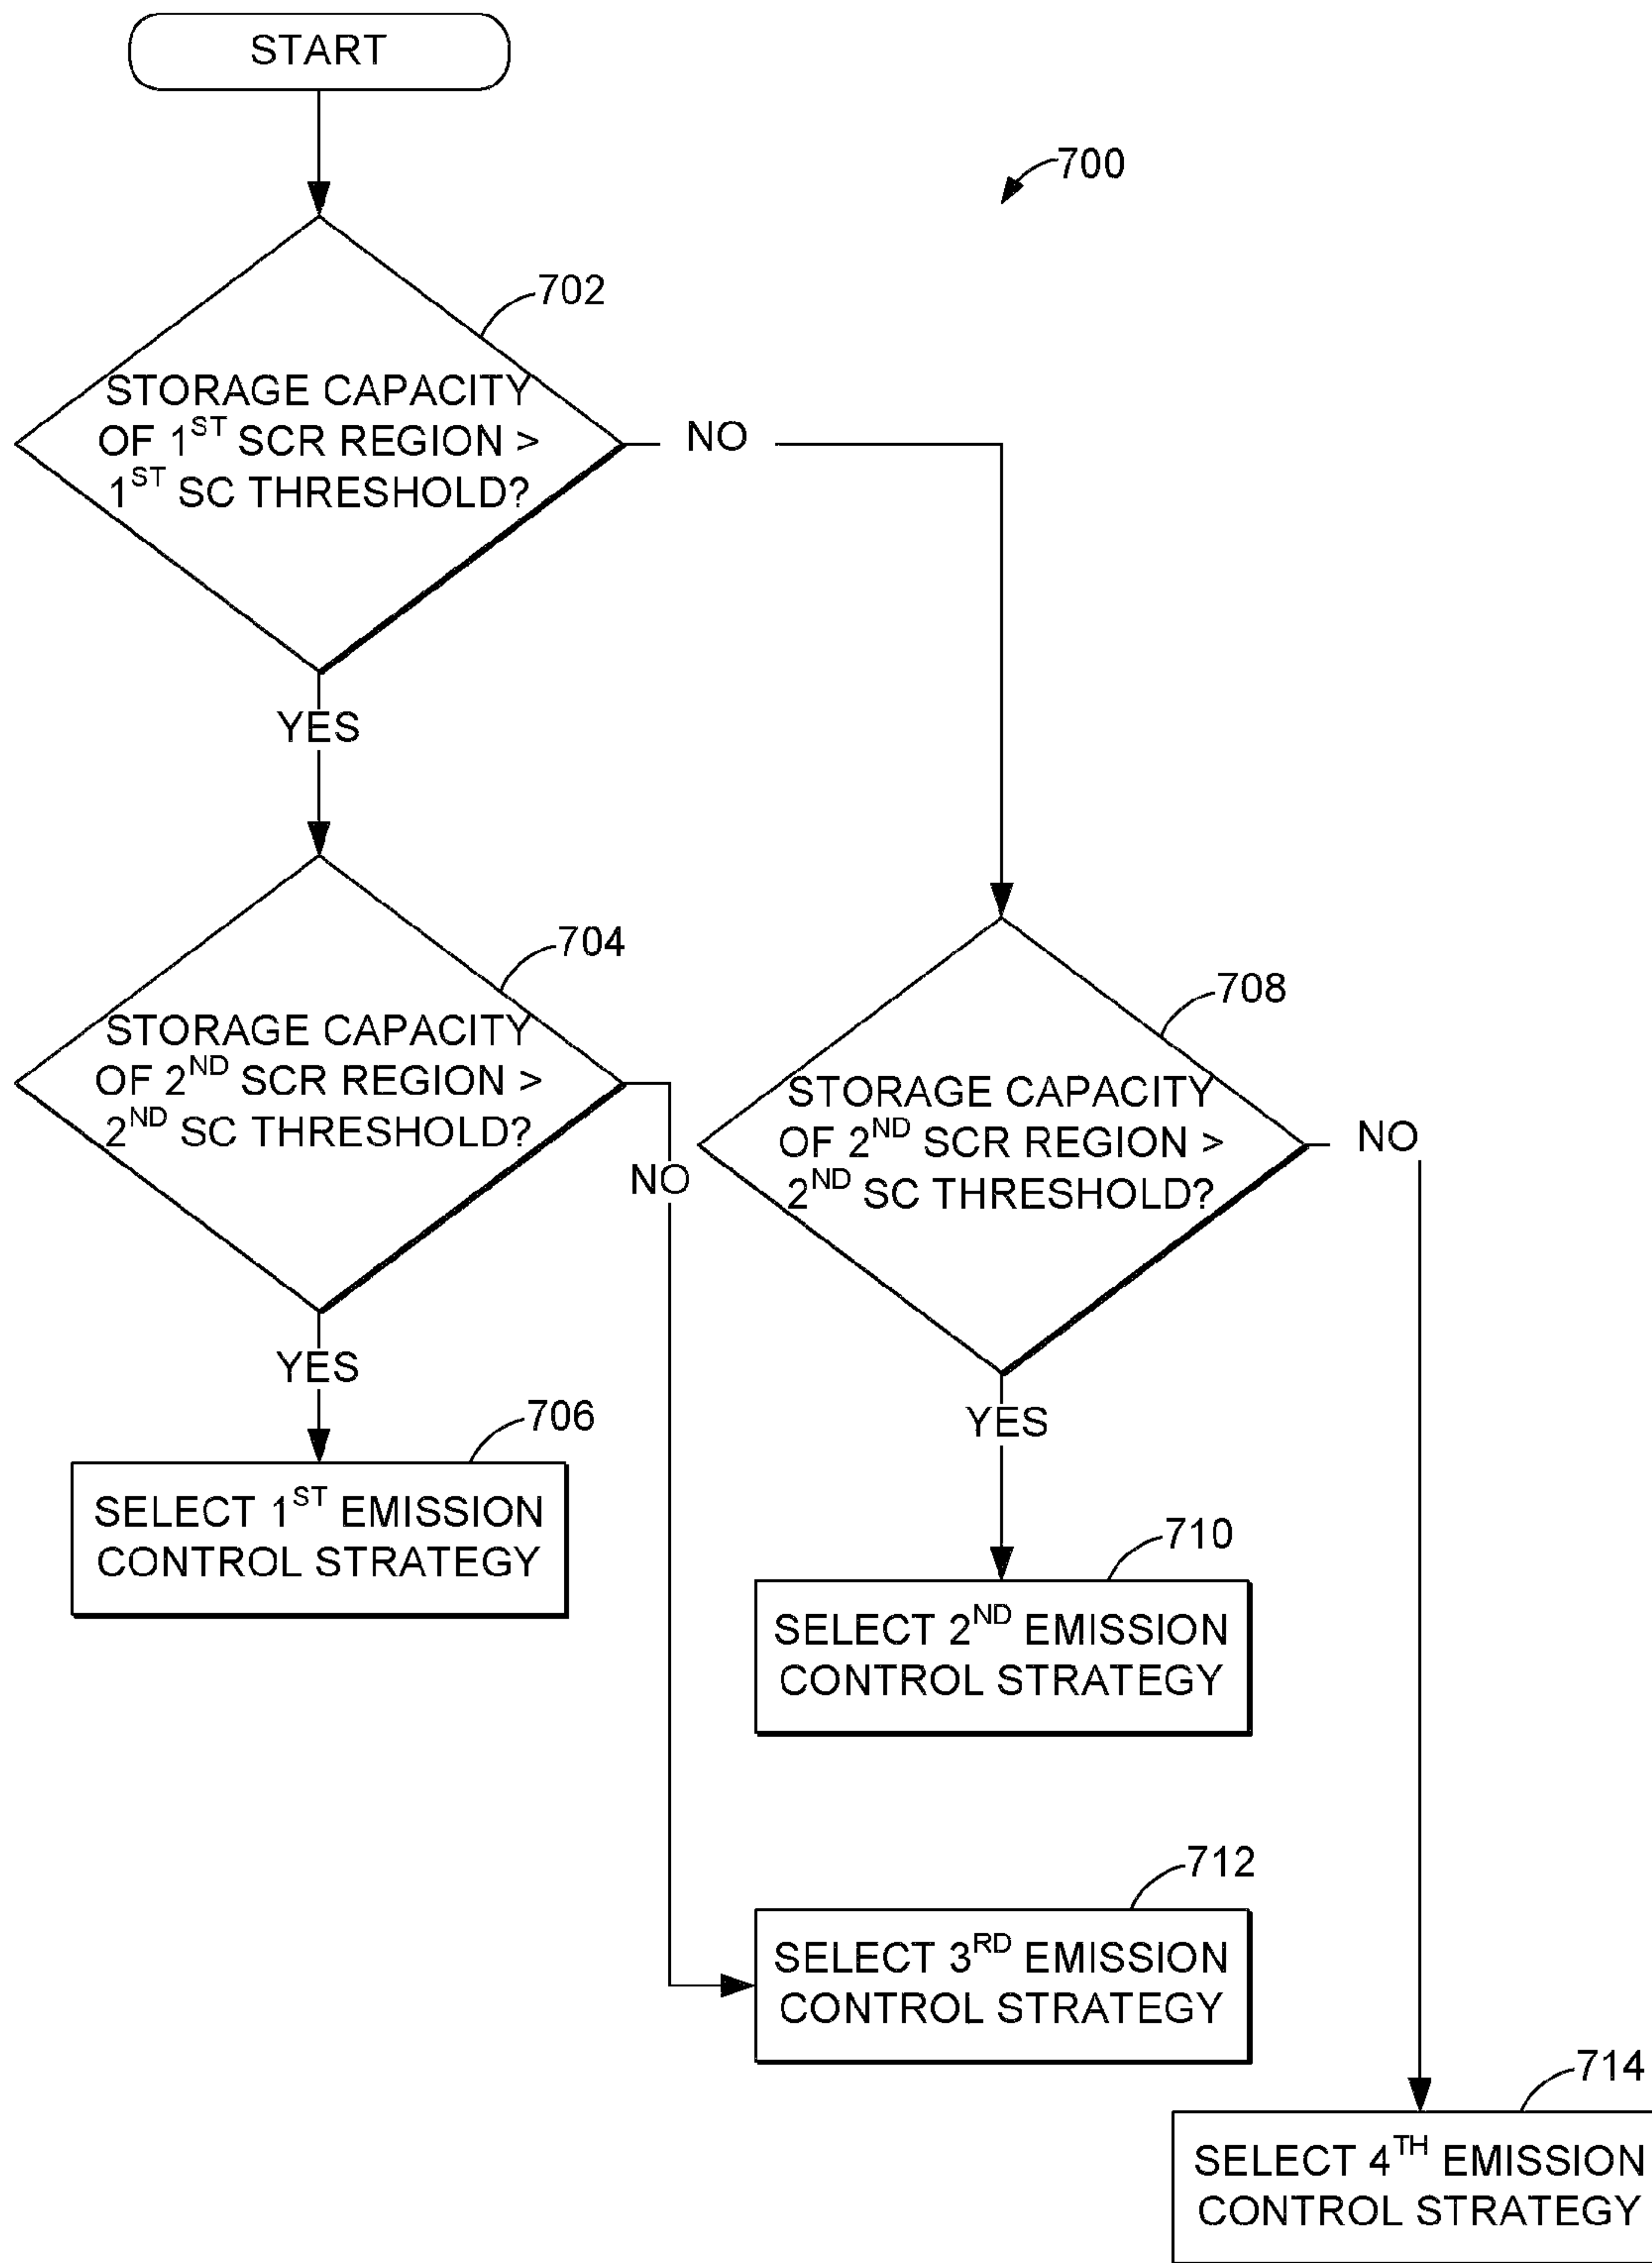 START
700
702
STORAGE CAPACITY
OF 1ST SCR REGION >
1ST SC THRESHOLD?
NO
YES
704
STORAGE CAPACITY
OF 2ND SCR REGION >
2ND SC THRESHOLD?
NO
YES
708
STORAGE CAPACITY
OF 2ND SCR REGION >
2ND SC THRESHOLD?
NO
YES
706
SELECT 1ST EMISSION
CONTROL STRATEGY
710
SELECT 2ND EMISSION
CONTROL STRATEGY
712
SELECT 3RD EMISSION
CONTROL STRATEGY
714
SELECT 4TH EMISSION
CONTROL STRATEGY